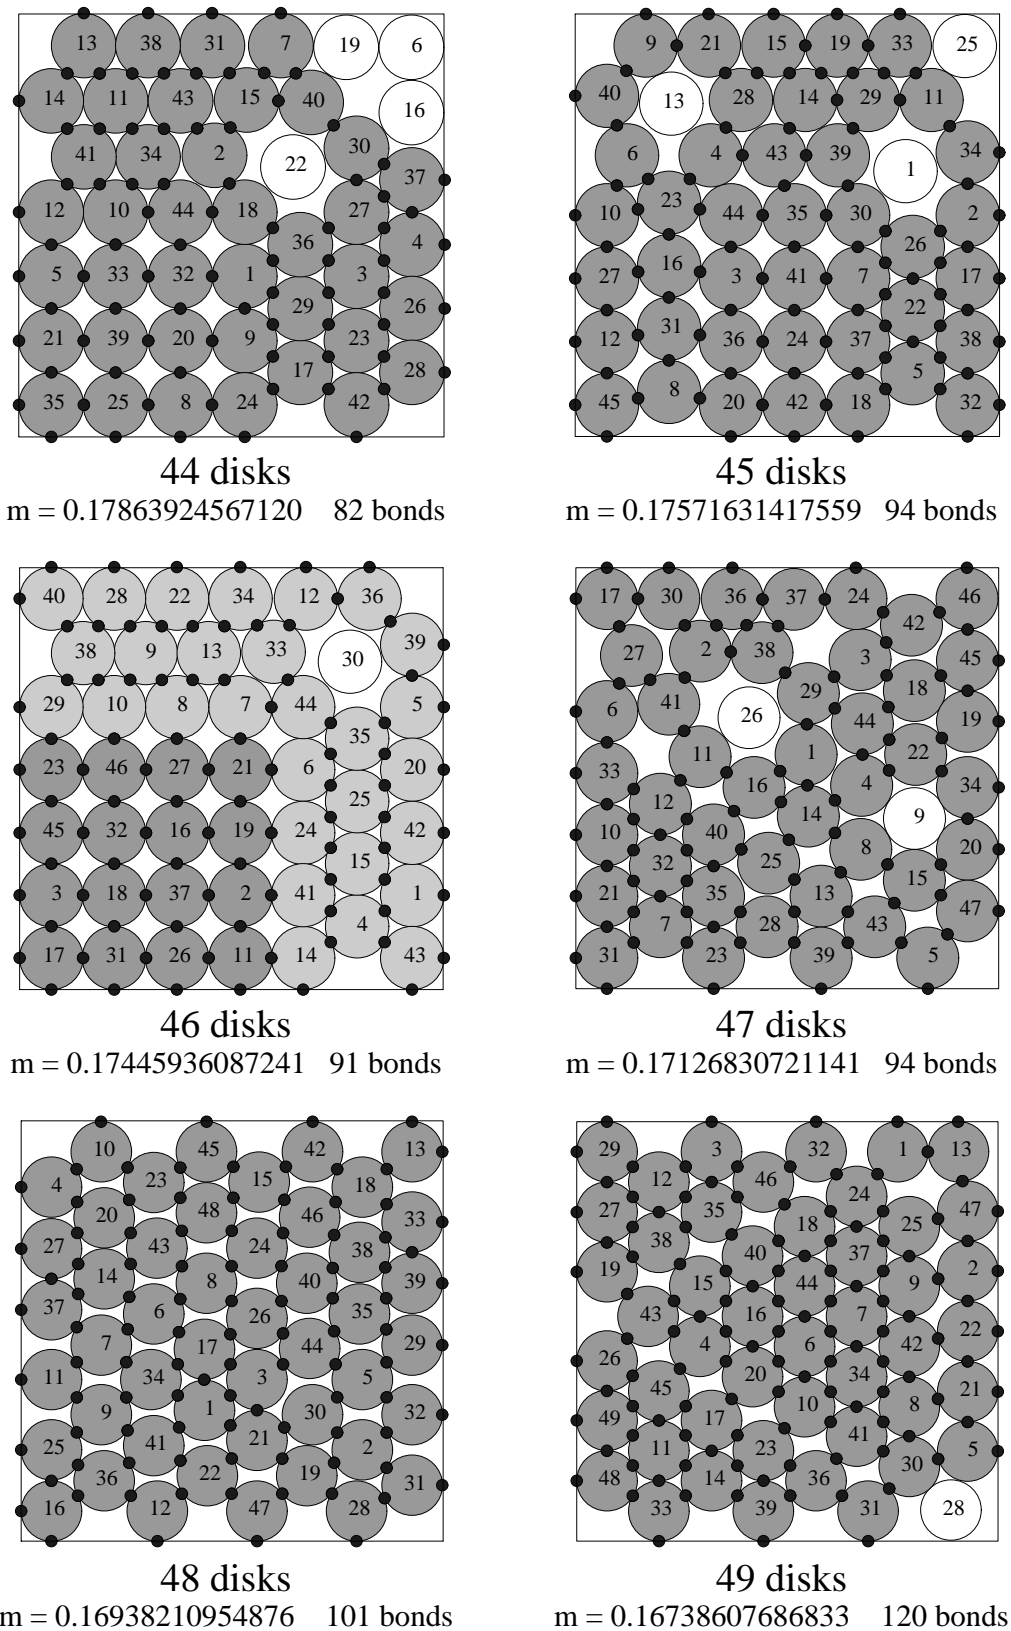 13 38 31 7 19 6
14 11 43 15 40 16
41 34 2 22 30 37
12 10 44 18 36 27 4
5 33 32 1 29 3 26
21 39 20 9 17 23 28
35 25 8 24 42
44 disks
m = 0.17863924567120 82 bonds
9 21 15 19 33 25
40 13 28 14 29 11
6 4 43 39 1 34
10 23 44 35 30 26 2
27 16 3 41 7 22 17
12 31 36 24 37 5 38
45 8 20 42 18 32
45 disks
m = 0.17571631417559 94 bonds
40 28 22 34 12 36
38 9 13 33 30 39
29 10 8 7 44 35 5
23 46 27 21 6 25 20
45 32 16 19 24 15 42
3 18 37 2 41 4 1
17 31 26 11 14 43
46 disks
m = 0.17445936087241 91 bonds
17 30 36 37 24 42 46
27 2 38 3 18 45
6 41 26 29 44 19
33 11 16 1 4 22 34
10 12 40 14 8 9 20
21 32 35 25 13 15 47
31 7 23 28 39 43 5
47 disks
m = 0.17126830721141 94 bonds
10 45 42 13
4 23 15 18
20 48 46 33
27 43 24 38
14 8 40 39
37 6 26 35
7 17 44 29
11 34 3 5
9 1 30 32
25 41 21 2
36 22 19 31
16 12 47 28
48 disks
m = 0.16938210954876 101 bonds
29 3 32 1 13
12 46 24
27 35 18 25 47
38 40 37
19 15 44 9 2
43 16 7 22
26 4 6 42
45 20 34 21
49 17 10 8
11 23 41 5
48 14 36 30
33 39 31 28
49 disks
m = 0.16738607686833 120 bonds